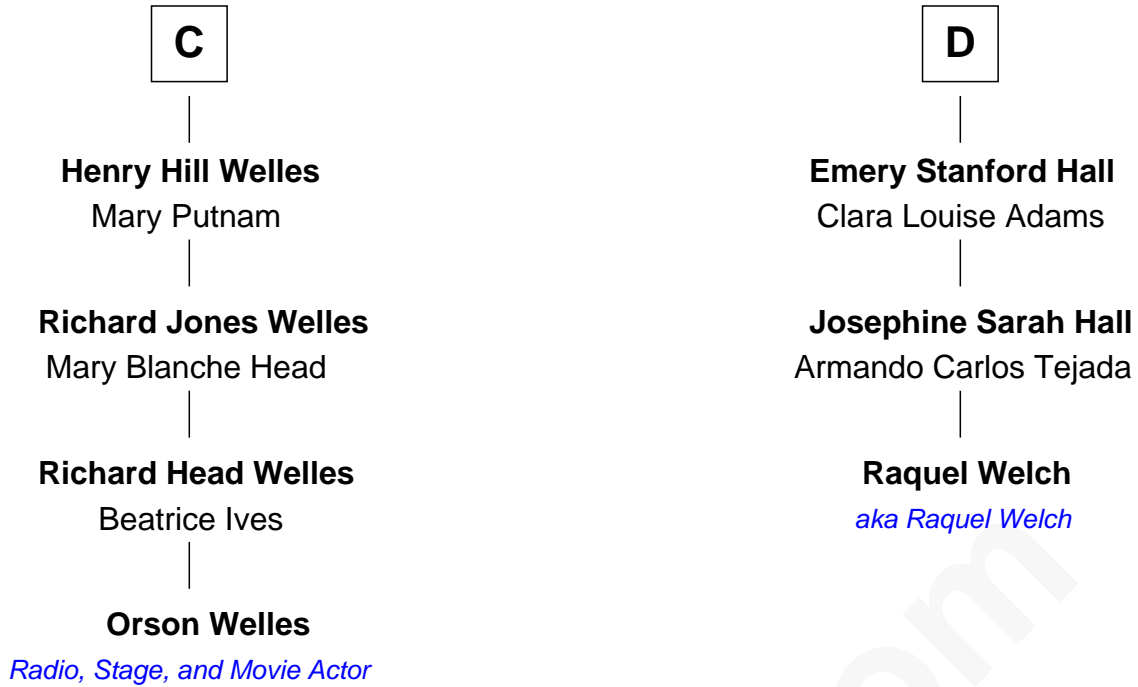 C
Henry Hill Welles
Mary Putnam
Richard Jones Welles
Mary Blanche Head
Richard Head Welles
Beatrice Ives
Orson Welles
Radio, Stage, and Movie Actor
D
Emery Stanford Hall
Clara Louise Adams
Josephine Sarah Hall
Armando Carlos Tejada
Raquel Welch
aka Raquel Welch
om